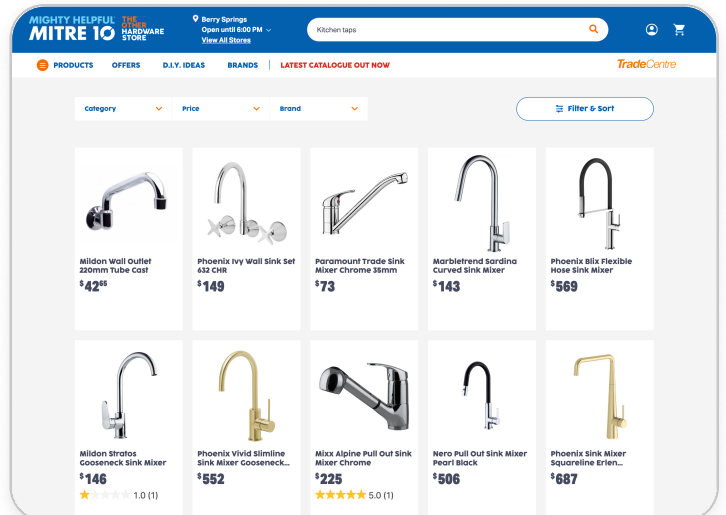 MIGHTY HELPFUL
MITRE 10
THE
OTHER
HARDWARE
STORE
Berry Springs
Open until 6:00 PM
View All Stores
Kitchen taps
PRODUCTS
OFFERS
D.I.Y. IDEAS
BRANDS
LATEST CATALOGUE OUT NOW
TradeCentre
Category
Price
Brand
Filter & Sort
Mildon Wall Outlet
220mm Tube Cast
$42⁶⁵
Phoenix Ivy Wall Sink Set
632 CHR
$149
Paramount Trade Sink
Mixer Chrome 35mm
$73
Marbletrend Sardina
Curved Sink Mixer
$143
Phoenix Blix Flexible
Hose Sink Mixer
$569
Mildon Stratos
Gooseneck Sink Mixer
$146
1.0 (1)
Phoenix Vivid Slimline
Sink Mixer Gooseneck...
$552
Mixx Alpine Pull Out Sink
Mixer Chrome
$225
5.0 (1)
Nero Pull Out Sink Mixer
Pearl Black
$506
Phoenix Sink Mixer
Squareline Erlen...
$687